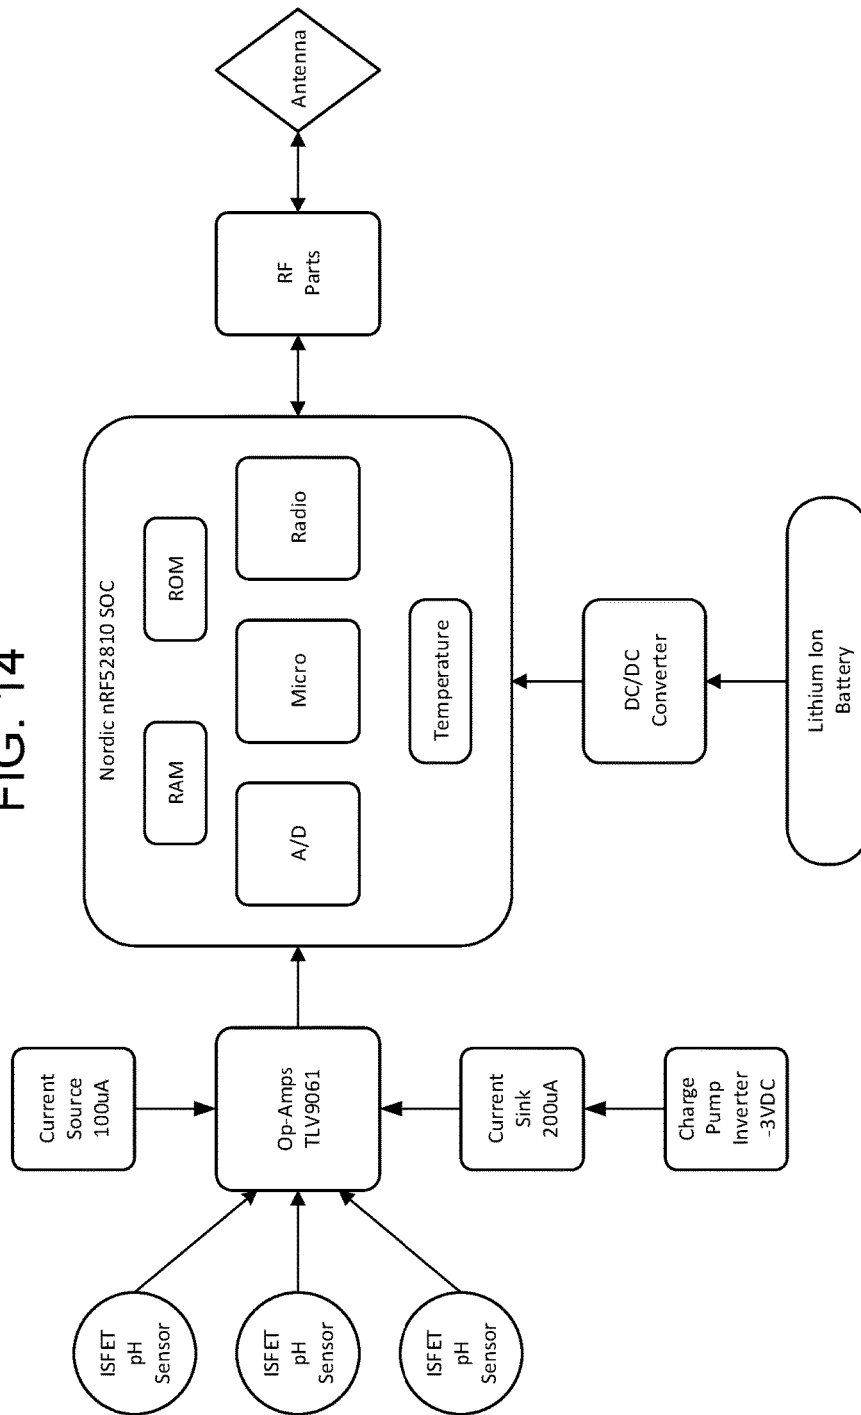 FIG. 14
ISFET
pH
Sensor
ISFET
pH
Sensor
ISFET
pH
Sensor
Current
Source
100uA
Op-Amps
TLV9061
Current
Sink
200uA
Charge
Pump
Inverter
-3VDC
Nordic nRF52810 SOC
RAM
ROM
A/D
Micro
Radio
Temperature
DC/DC
Converter
Lithium Ion
Battery
RF
Parts
Antenna